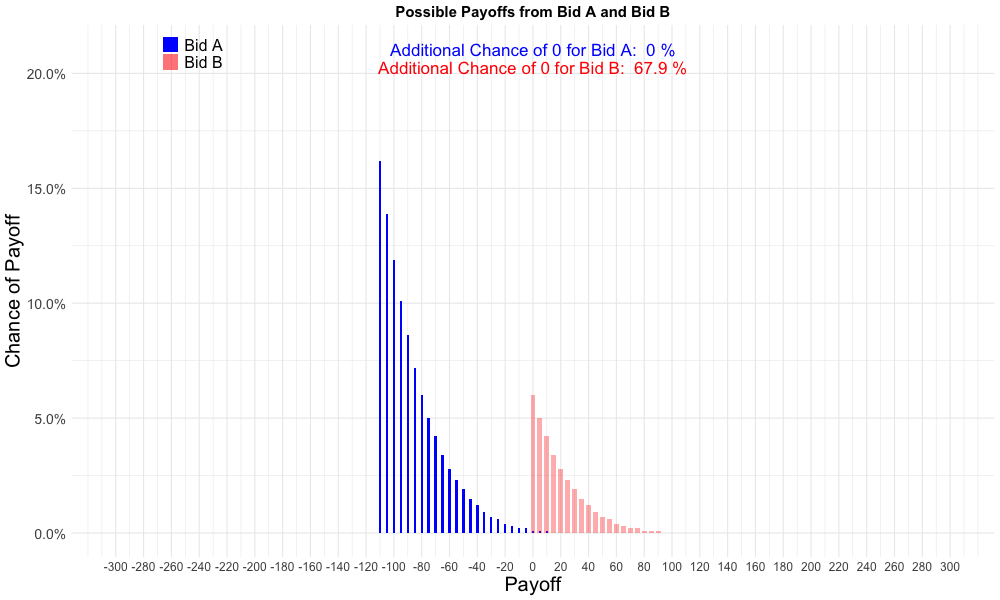 Possible Payoffs from Bid A and Bid B
Bid A
Bid B
Additional Chance of 0 for Bid A:  0 %
Additional Chance of 0 for Bid B:  67.9 %
Chance of Payoff
20.0%
15.0%
10.0%
5.0%
0.0%
-300 -280 -260 -240 -220 -200 -180 -160 -140 -120 -100 -80 -60 -40 -20 0 20 40 60 80 100 120 140 160 180 200 220 240 260 280 300
Payoff